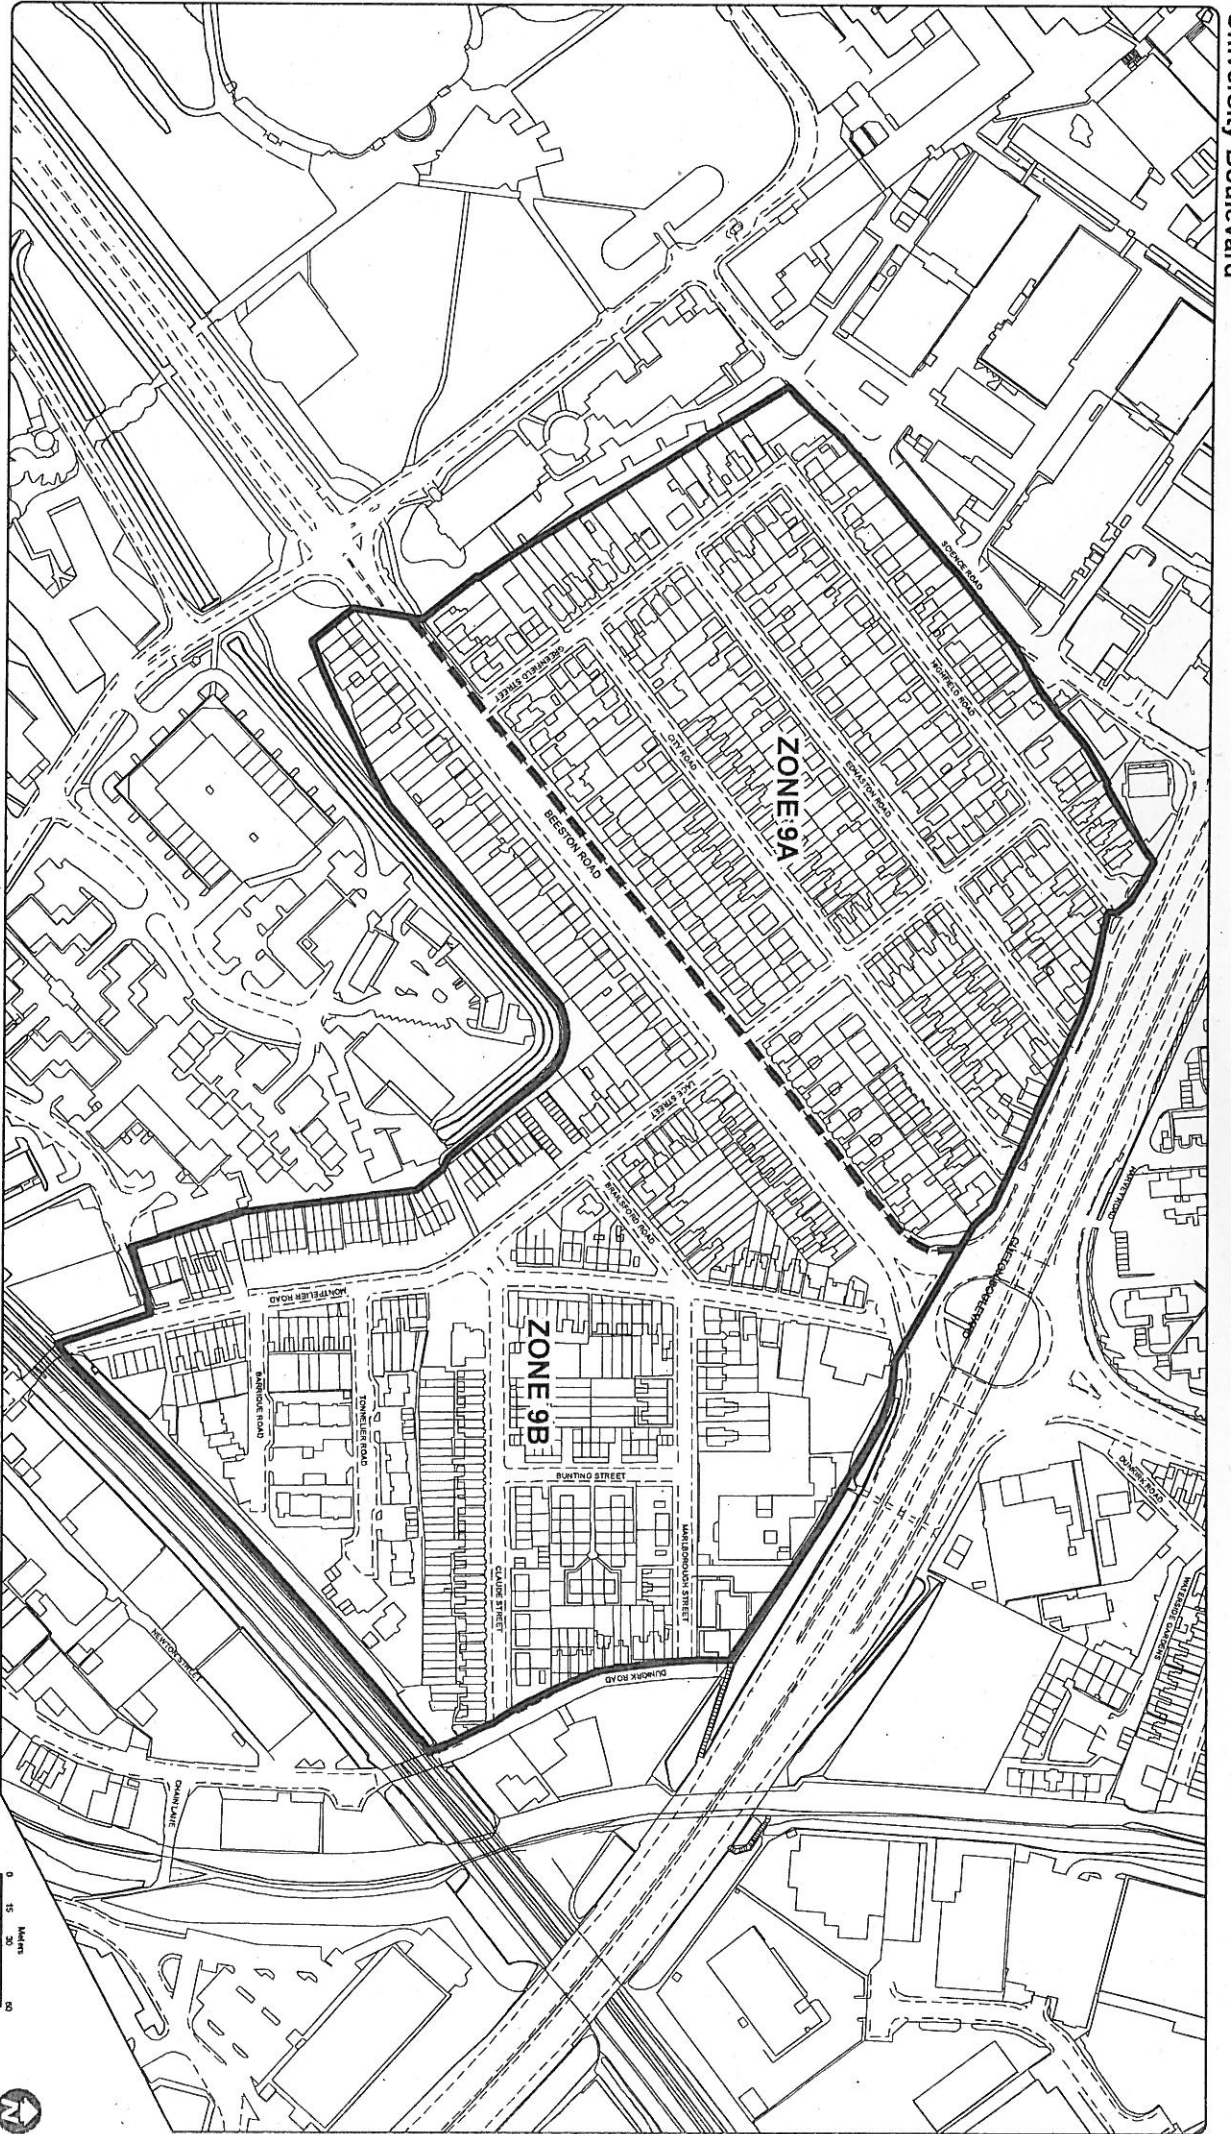 University Boulevard
SCIENCE ROAD
HIGHFIELD ROAD
EDWASTON ROAD
CITY ROAD
GREENFIELD STREET
ZONE 9A
BEESTON ROAD
LACE STREET
BRAILSFORD ROAD
CLIFTON BOULEVARD
HARVEY ROAD
DUNKIRK ROAD
WATERSIDE GARDENS
MONTPELIER ROAD
ZONE 9B
BARRIQUE ROAD
TONNELIER ROAD
BUNTING STREET
MARLBOROUGH STREET
CLAUDE STREET
DUNKIRK ROAD
NEWTON STREET
CHAIN LANE
Meters
0 15 30 60
N